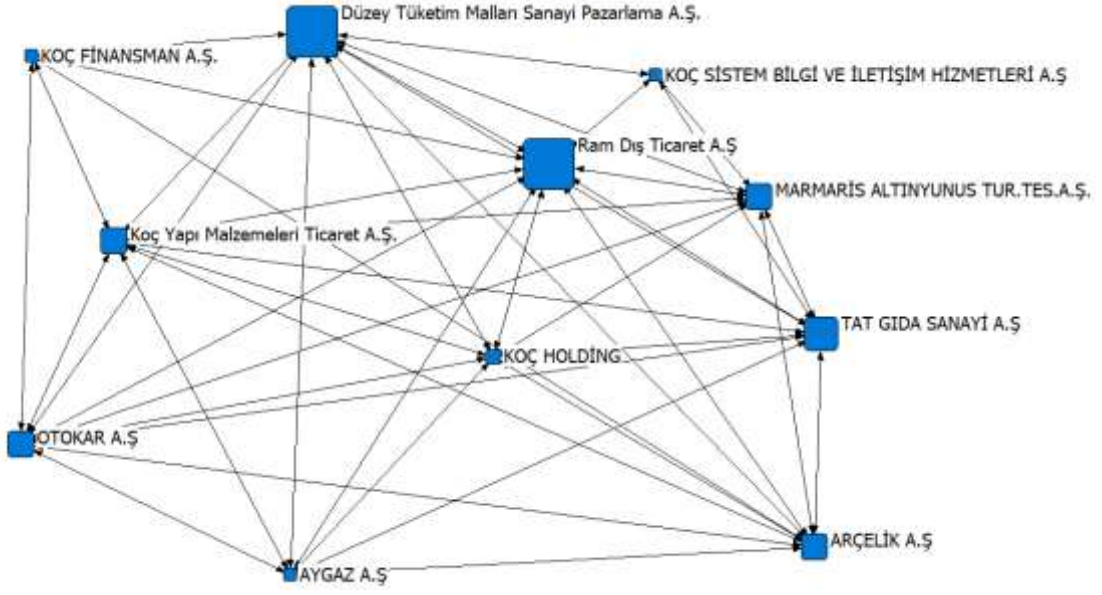 Düzey Tüketim Malları Sanayi Pazarlama A.Ş.
KOÇ FİNANSMAN A.Ş.
KOÇ SİSTEM BİLGİ VE İLETİŞİM HİZMETLERİ A.Ş
Ram Dış Ticaret A.Ş
MARMARİS ALTINYUNUS TUR.TES.A.Ş.
Koç Yapı Malzemeleri Ticaret A.Ş.
TAT GIDA SANAYİ A.Ş
KOÇ HOLDİNG
OTOKAR A.Ş
ARÇELİK A.Ş
AYGAZ A.Ş